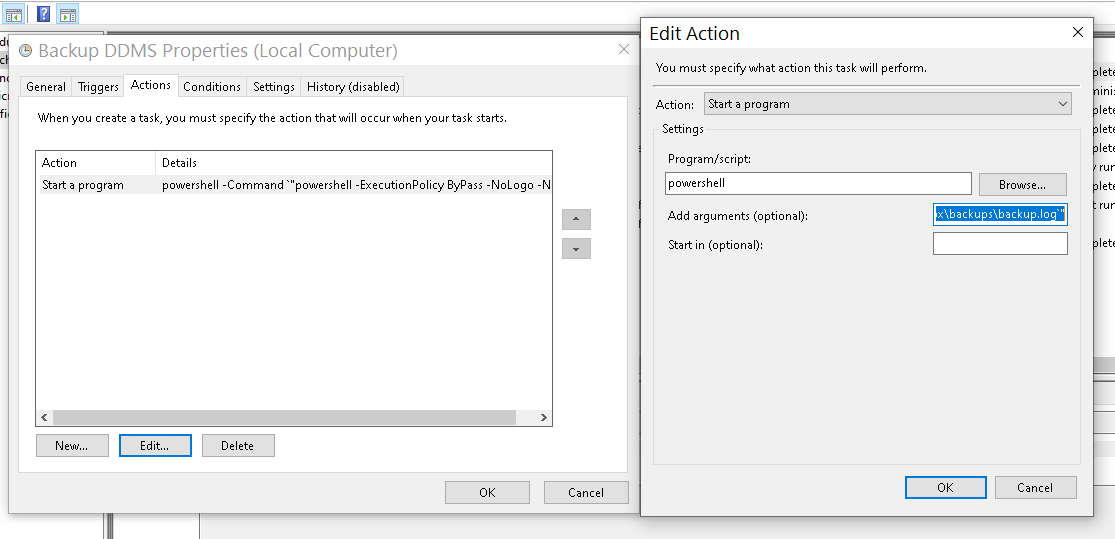 Backup DDMS Properties (Local Computer)
General Triggers Actions Conditions Settings History (disabled)
When you create a task, you must specify the action that will occur when your task starts.
Action Details
Start a program powershell -Command `"powershell -ExecutionPolicy ByPass -NoLogo -N
New... Edit... Delete
OK Cancel
Edit Action
You must specify what action this task will perform.
Action: Start a program
Settings
Program/script:
powershell Browse...
Add arguments (optional): x\backups\backup.log`"
Start in (optional):
OK Cancel